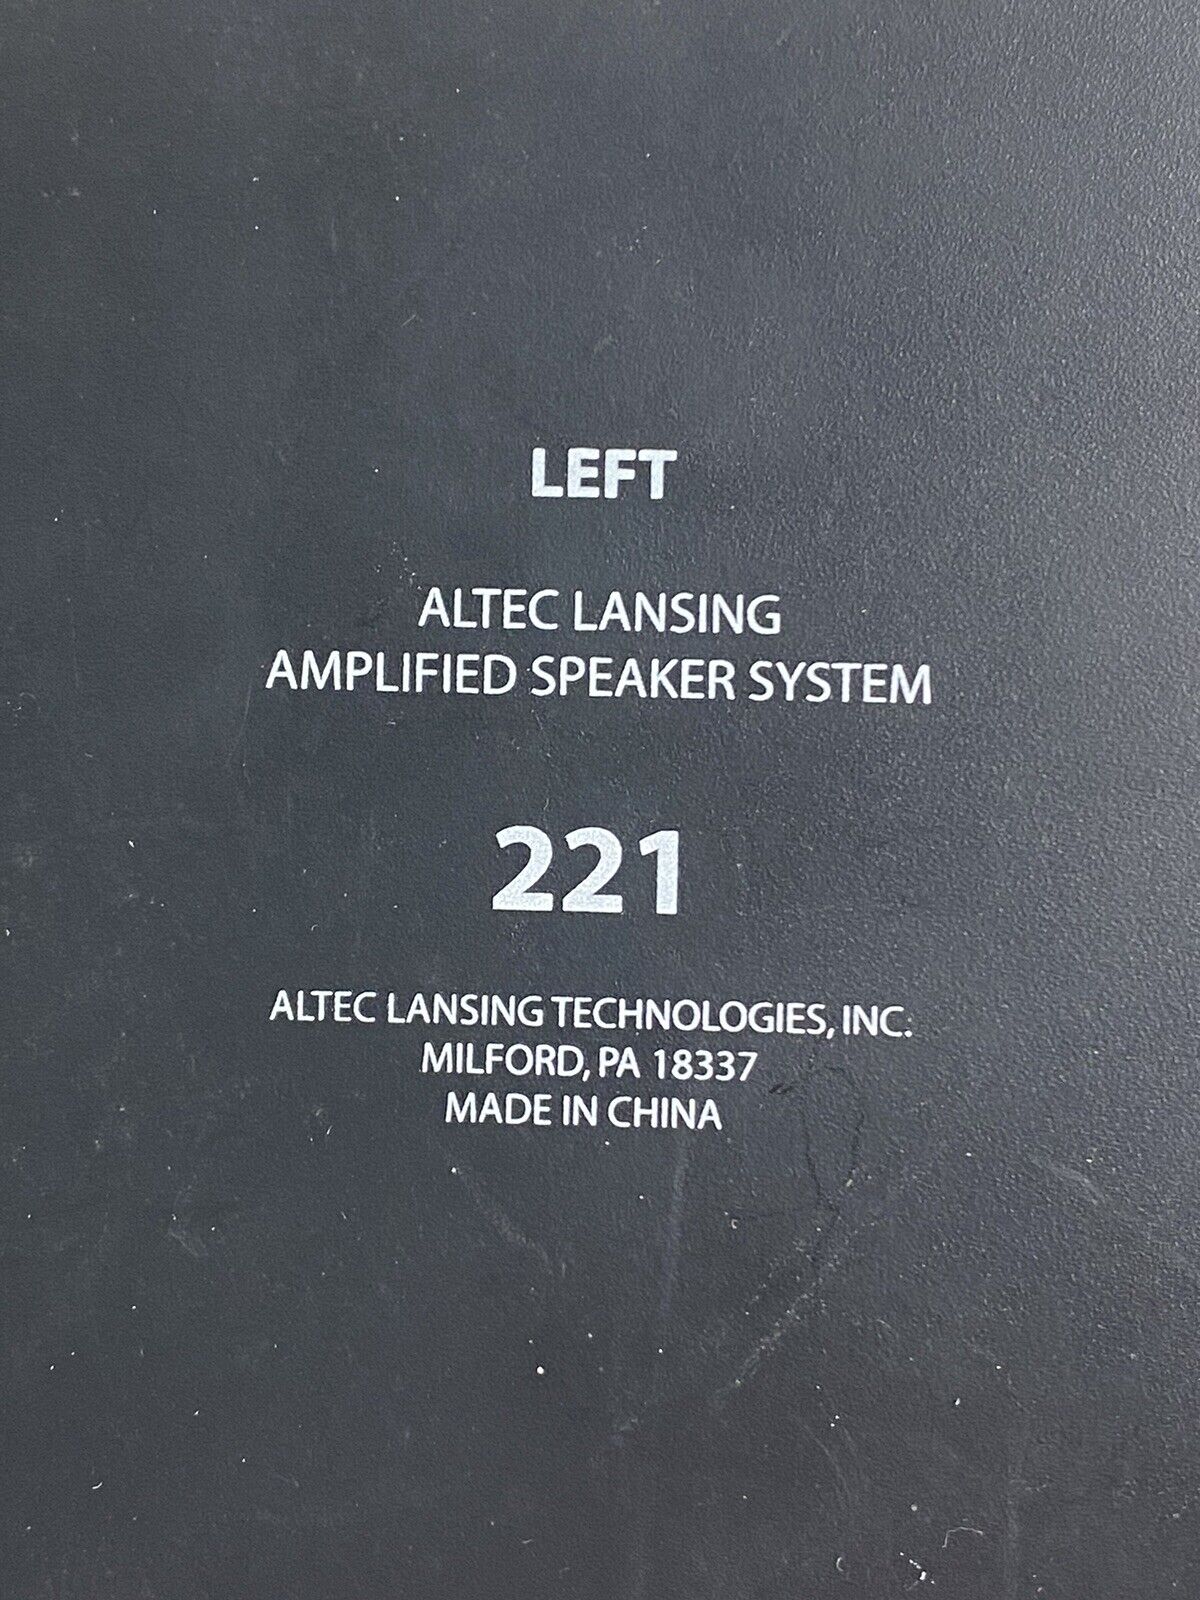 LEFT
ALTEC LANSING
AMPLIFIED SPEAKER SYSTEM
221
ALTEC LANSING TECHNOLOGIES, INC.
MILFORD, PA 18337
MADE IN CHINA